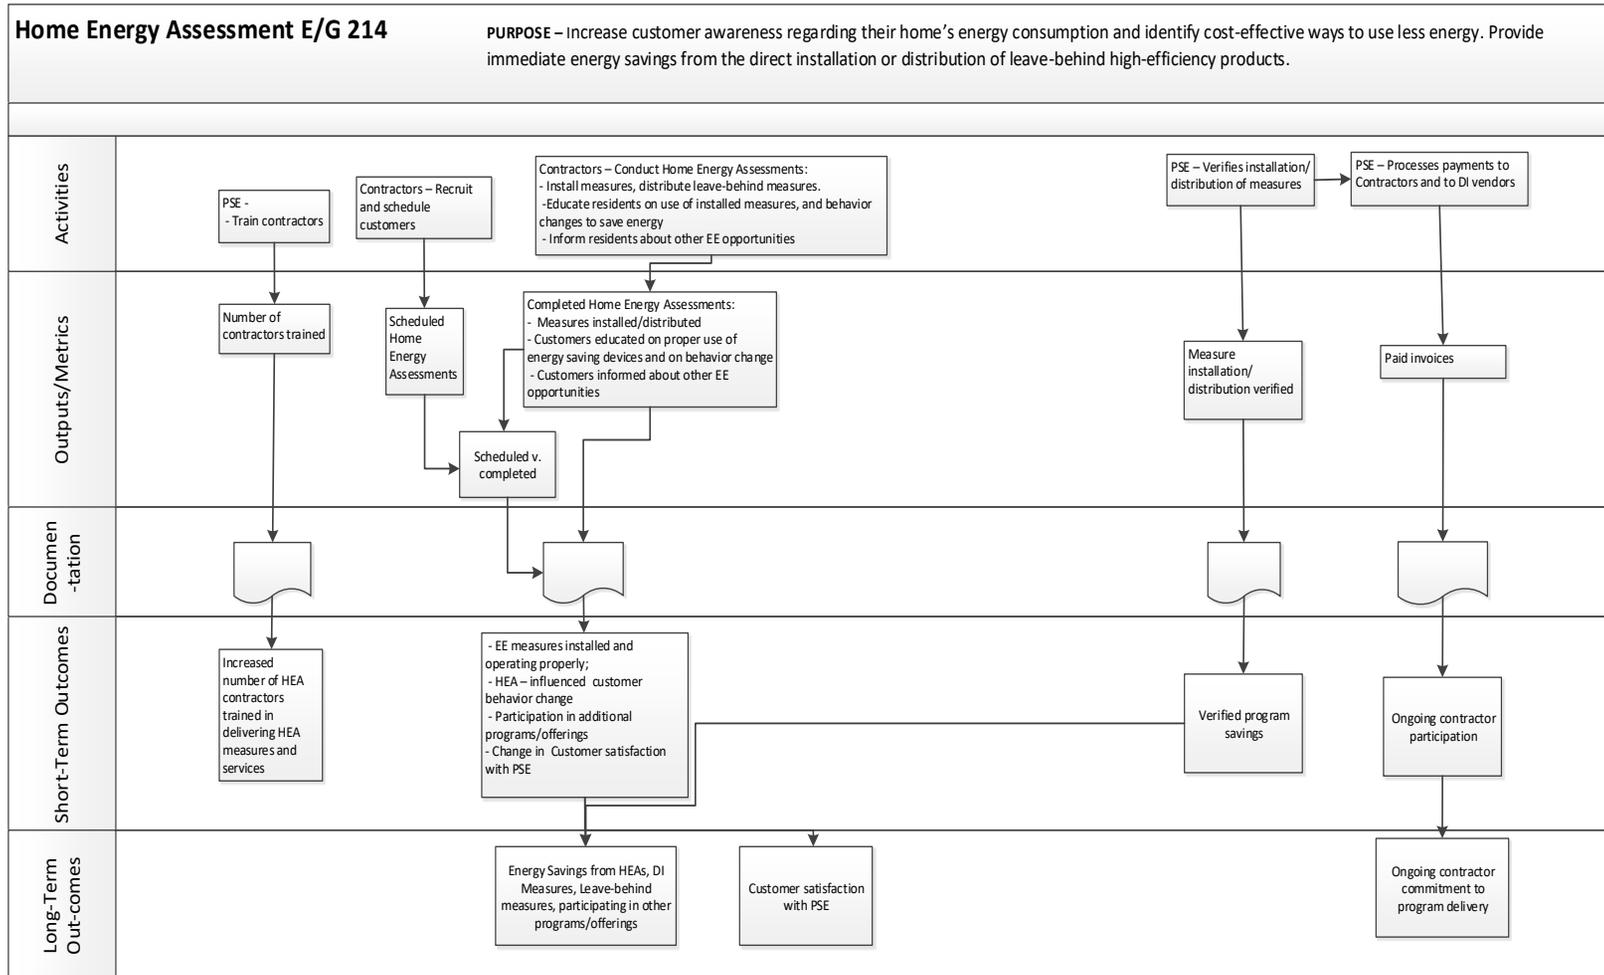 Home Energy Assessment E/G 214
PURPOSE – Increase customer awareness regarding their home's energy consumption and identify cost-effective ways to use less energy. Provide
immediate energy savings from the direct installation or distribution of leave-behind high-efficiency products.
Activities
PSE -
- Train contractors
Contractors – Recruit
and schedule
customers
Contractors – Conduct Home Energy Assessments:
- Install measures, distribute leave-behind measures.
-Educate residents on use of installed measures, and behavior
changes to save energy
- Inform residents about other EE opportunities
PSE – Verifies installation/
distribution of measures
PSE – Processes payments to
Contractors and to DI vendors
Outputs/Metrics
Number of
contractors trained
Scheduled
Home
Energy
Assessments
Completed Home Energy Assessments:
- Measures installed/distributed
- Customers educated on proper use of
energy saving devices and on behavior change
- Customers informed about other EE
opportunities
Scheduled v.
completed
Measure
installation/
distribution verified
Paid invoices
Documen
-tation
Short-Term Outcomes
Increased
number of HEA
contractors
trained in
delivering HEA
measures and
services
- EE measures installed and
operating properly;
- HEA – influenced customer
behavior change
- Participation in additional
programs/offerings
- Change in Customer satisfaction
with PSE
Verified program
savings
Ongoing contractor
participation
Long-Term
Out-comes
Energy Savings from HEAs, DI
Measures, Leave-behind
measures, participating in other
programs/offerings
Customer satisfaction
with PSE
Ongoing contractor
commitment to
program delivery